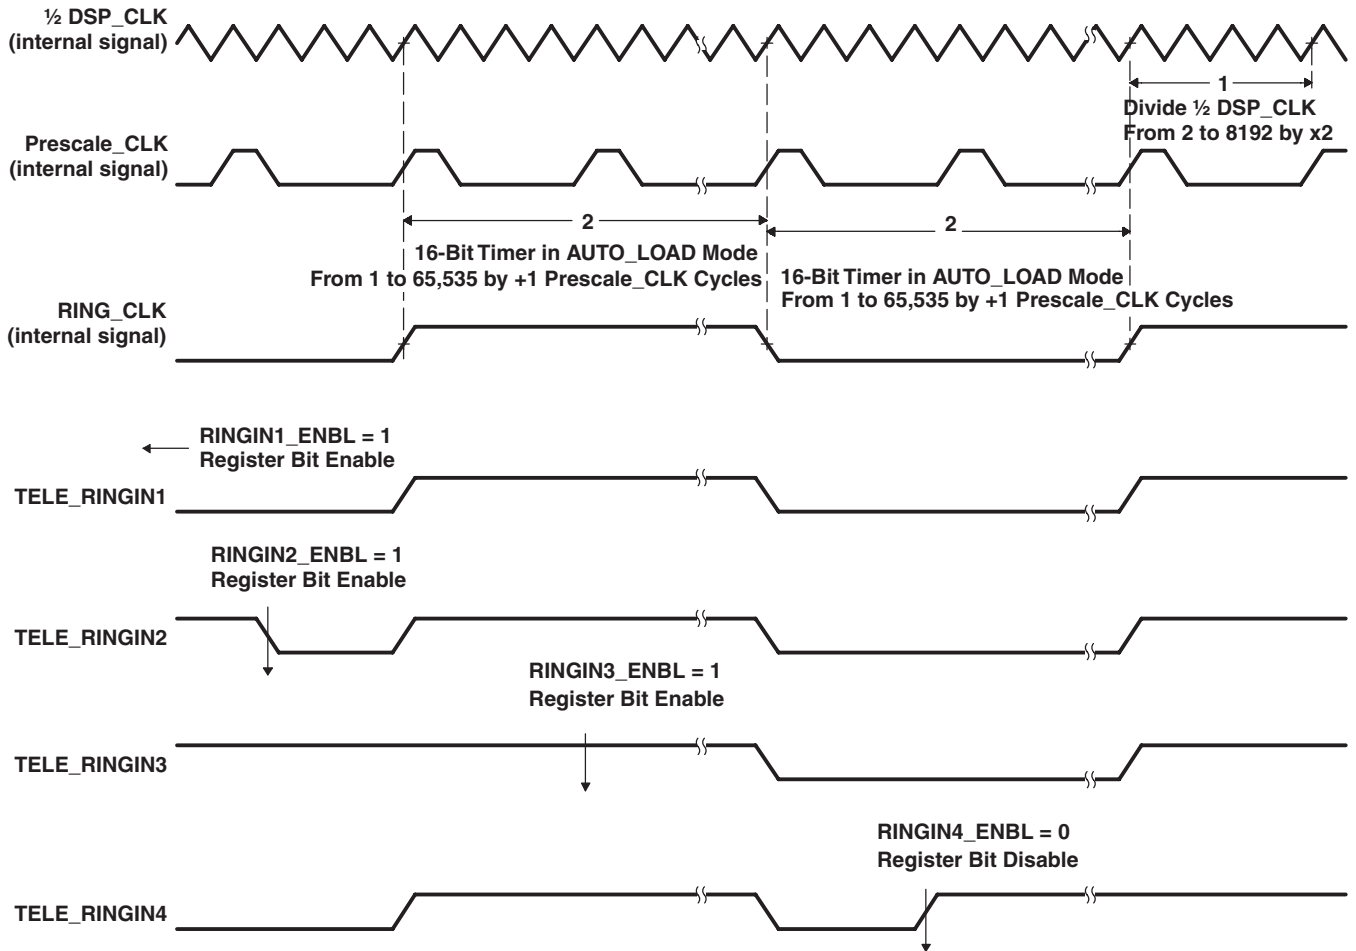 ½ DSP_CLK
(internal signal)
1
Divide ½ DSP_CLK
From 2 to 8192 by x2
Prescale_CLK
(internal signal)
2
2
16-Bit Timer in AUTO_LOAD Mode
From 1 to 65,535 by +1 Prescale_CLK Cycles
16-Bit Timer in AUTO_LOAD Mode
From 1 to 65,535 by +1 Prescale_CLK Cycles
RING_CLK
(internal signal)
RINGIN1_ENBL = 1
Register Bit Enable
TELE_RINGIN1
RINGIN2_ENBL = 1
Register Bit Enable
TELE_RINGIN2
RINGIN3_ENBL = 1
Register Bit Enable
TELE_RINGIN3
RINGIN4_ENBL = 0
Register Bit Disable
TELE_RINGIN4